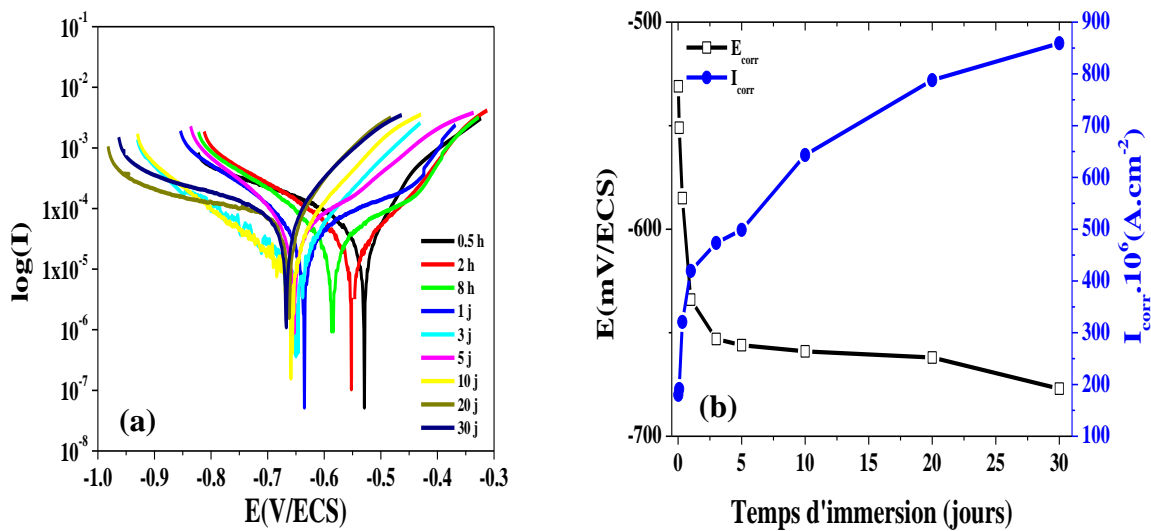 10^-1
10^-2
10^-3
1x10^-4
1x10^-5
10^-6
10^-7
10^-8
log(I)
0.5 h
2 h
8 h
1 j
3 j
5 j
10 j
20 j
30 j
(a)
-1.0 -0.9 -0.8 -0.7 -0.6 -0.5 -0.4 -0.3
E(V/ECS)
-500
-600
-700
E(mV/ECS)
E_corr
I_corr
(b)
900
800
700
600
500
400
300
200
100
I_corr.10^6(A.cm^-2)
0 5 10 15 20 25 30
Temps d'immersion (jours)